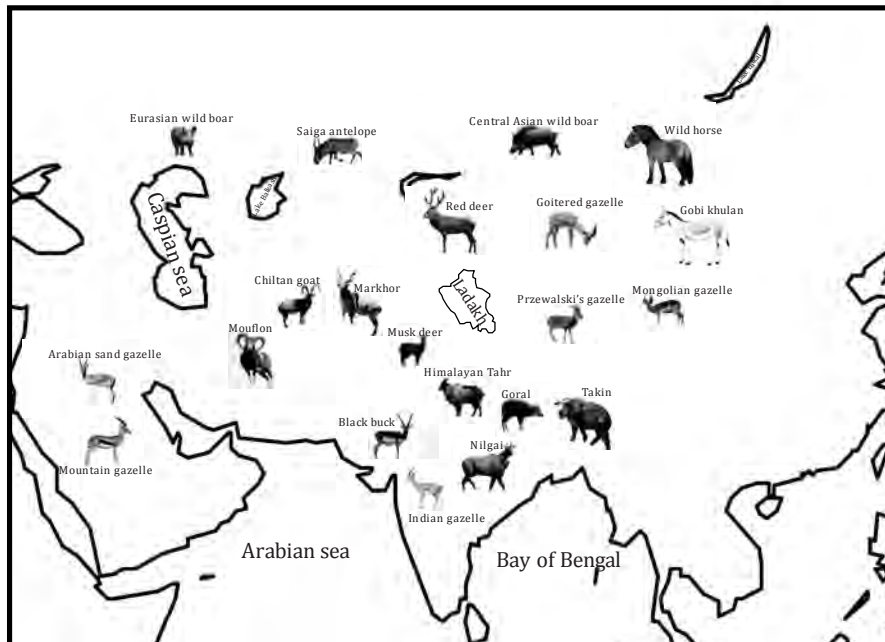 Eurasian wild boar
Saiga antelope
Central Asian wild boar
Wild horse
Caspian sea
Red deer
Goitered gazelle
Gobi khulan
Chiltan goat
Markhor
Ladakh
Przewalski's gazelle
Mongolian gazelle
Mouflon
Musk deer
Arabian sand gazelle
Himalayan Tahr
Goral
Takin
Black buck
Mountain gazelle
Nilgai
Indian gazelle
Arabian sea
Bay of Bengal